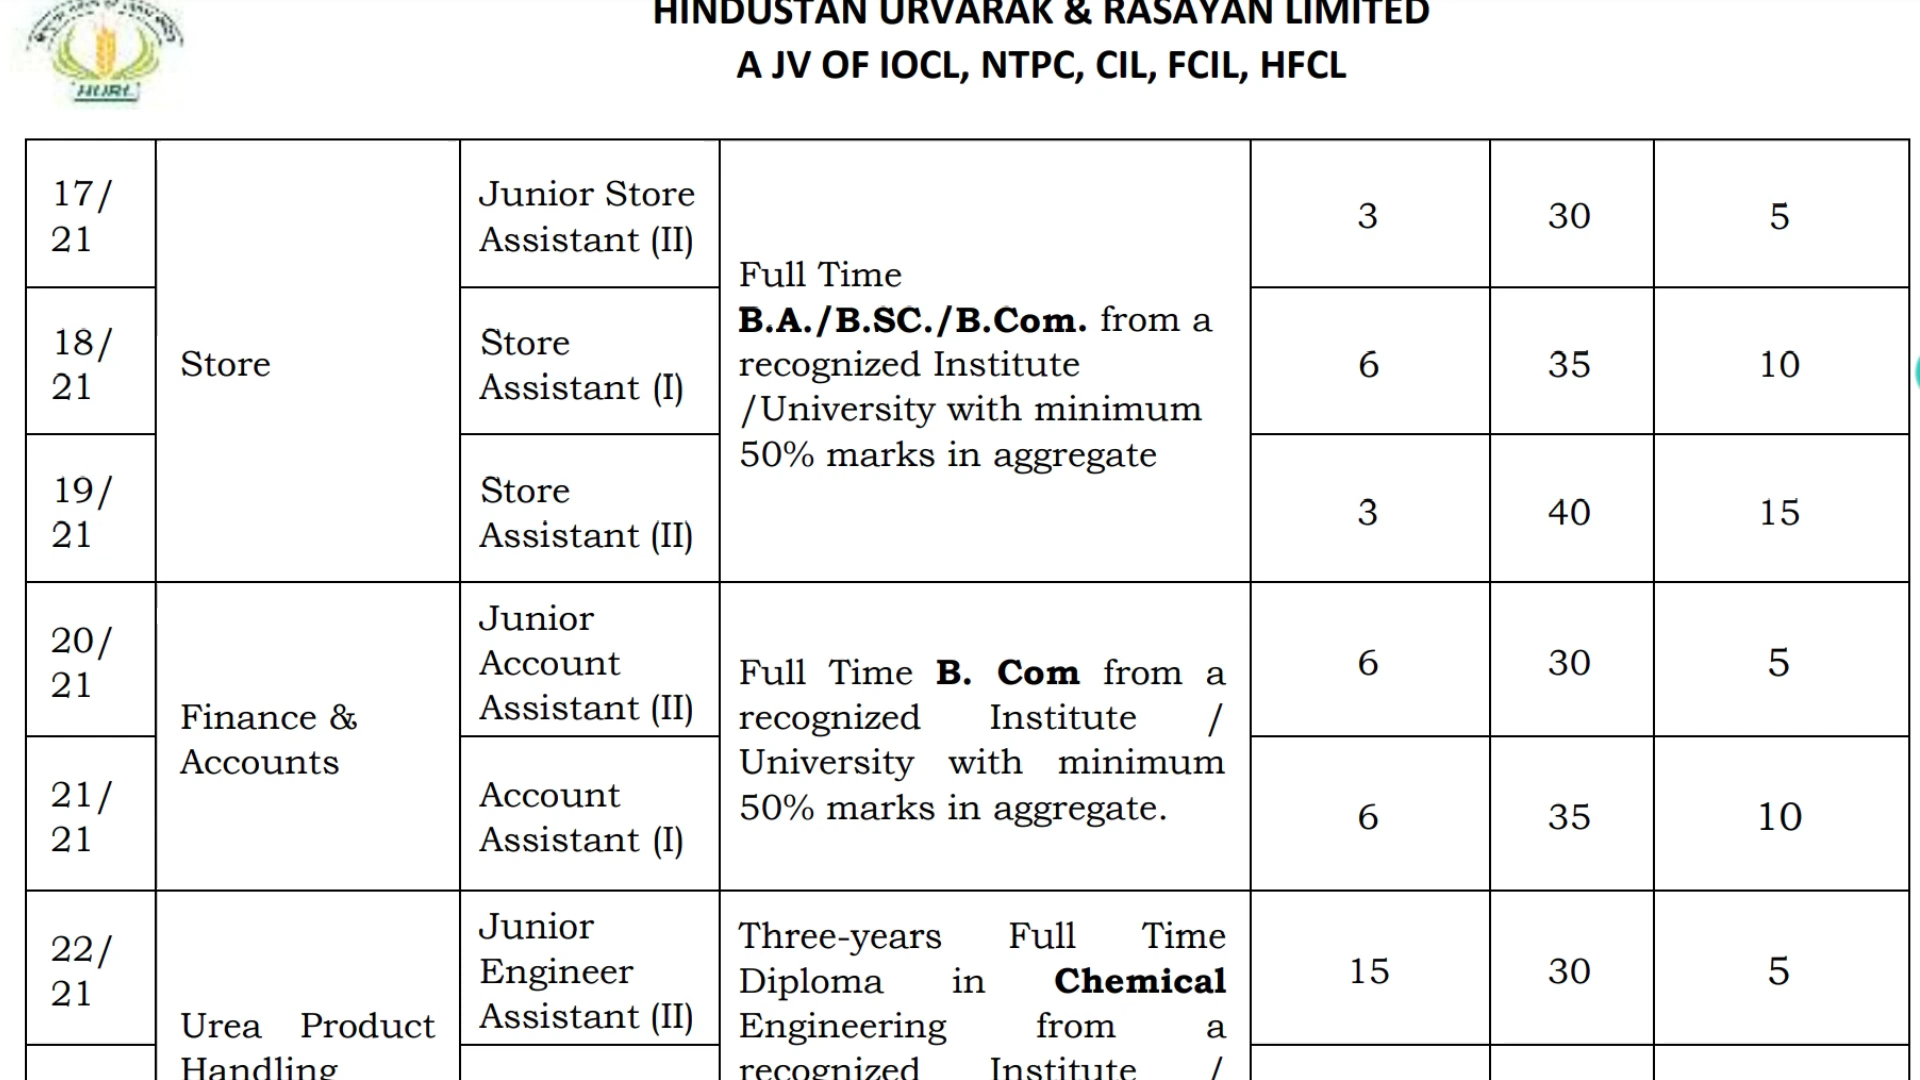 HINDUSTAN URVARAK & RASAYAN LIMITED
A JV OF IOCL, NTPC, CIL, FCIL, HFCL
HURL
17/
21
Store
Junior Store
Assistant (II)
Full Time
B.A./B.SC./B.Com. from a
recognized Institute
/University with minimum
50% marks in aggregate
3
30
5
18/
21
Store
Assistant (I)
6
35
10
19/
21
Store
Assistant (II)
3
40
15
20/
21
Finance &
Accounts
Junior
Account
Assistant (II)
Full Time B. Com from a
recognized Institute /
University with minimum
50% marks in aggregate.
6
30
5
21/
21
Account
Assistant (I)
6
35
10
22/
21
Urea Product
Handling
Junior
Engineer
Assistant (II)
Three-years Full Time
Diploma in Chemical
Engineering from a
recognized Institute /
15
30
5